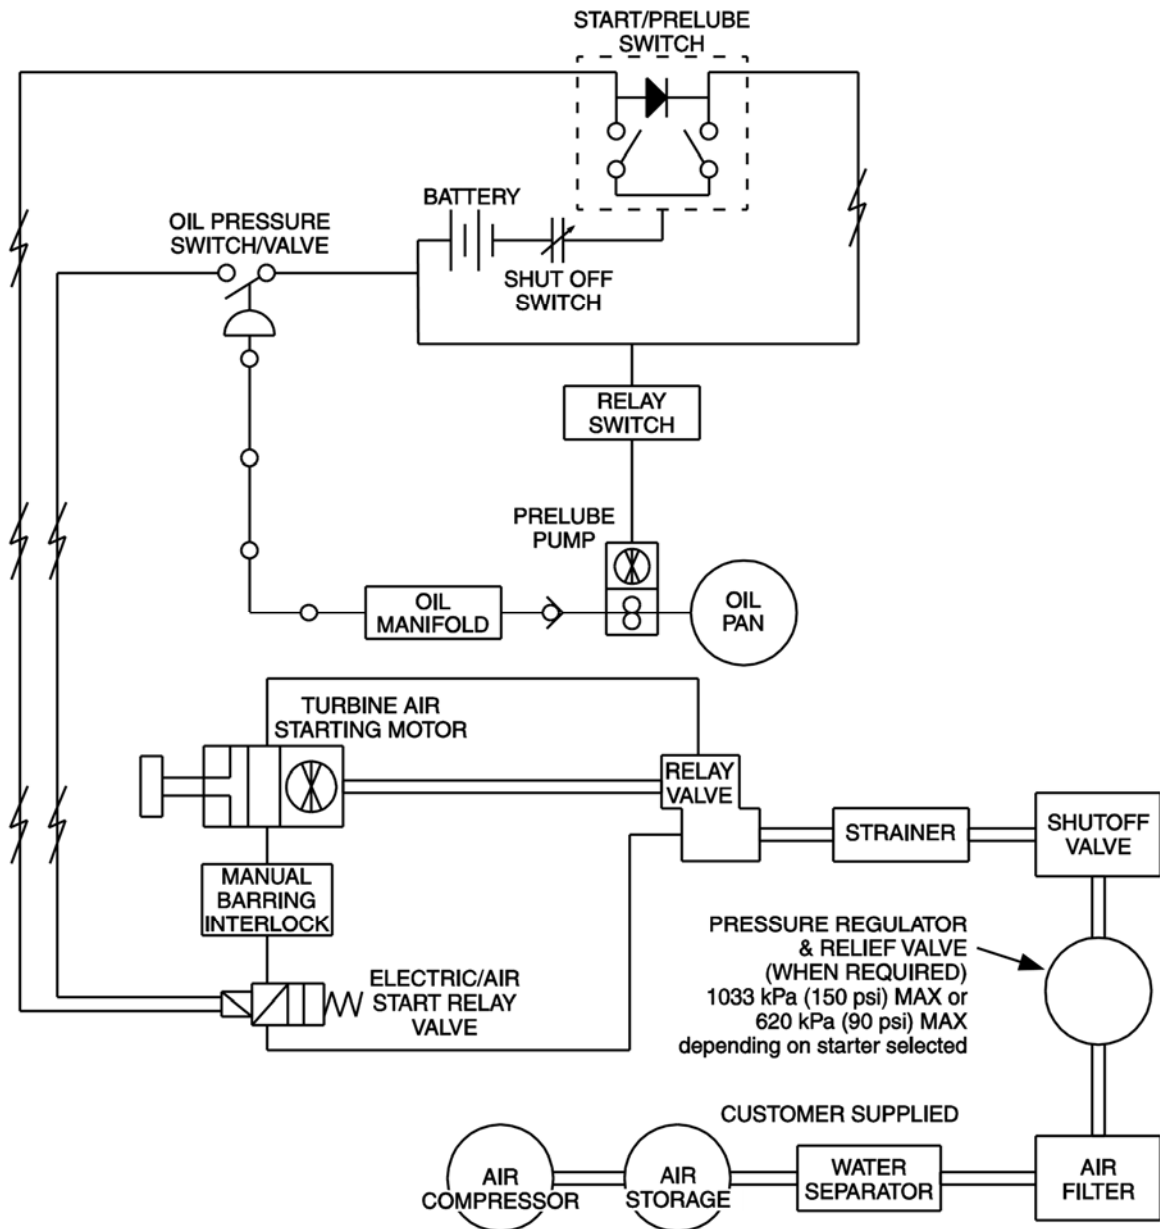 START/PRELUBE
SWITCH
BATTERY
OIL PRESSURE
SWITCH/VALVE
SHUT OFF
SWITCH
RELAY
SWITCH
PRELUBE
PUMP
OIL
MANIFOLD
OIL
PAN
TURBINE AIR
STARTING MOTOR
RELAY
VALVE
STRAINER
SHUTOFF
VALVE
MANUAL
BARRING
INTERLOCK
PRESSURE REGULATOR
& RELIEF VALVE
(WHEN REQUIRED)
1033 kPa (150 psi) MAX or
620 kPa (90 psi) MAX
depending on starter selected
ELECTRIC/AIR
START RELAY
VALVE
CUSTOMER SUPPLIED
AIR
COMPRESSOR
AIR
STORAGE
WATER
SEPARATOR
AIR
FILTER